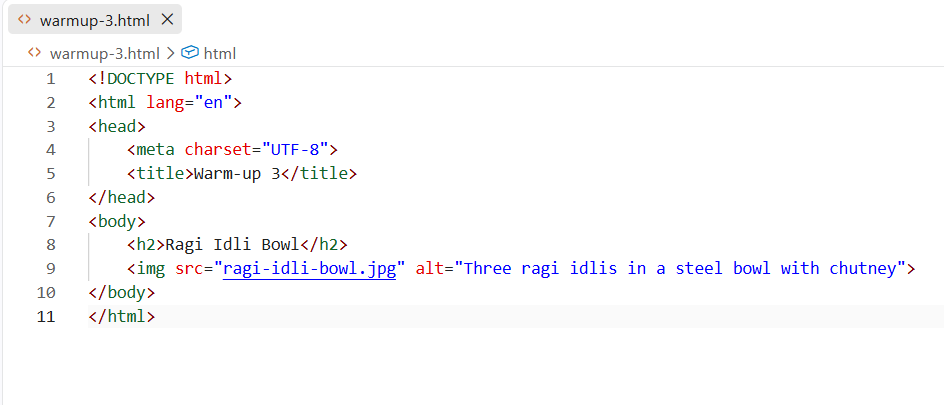 warmup-3.html
warmup-3.html > html
1 <!DOCTYPE html>
2 <html lang="en">
3 <head>
4     <meta charset="UTF-8">
5     <title>Warm-up 3</title>
6 </head>
7 <body>
8     <h2>Ragi Idli Bowl</h2>
9     <img src="ragi-idli-bowl.jpg" alt="Three ragi idlis in a steel bowl with chutney">
10 </body>
11 </html>